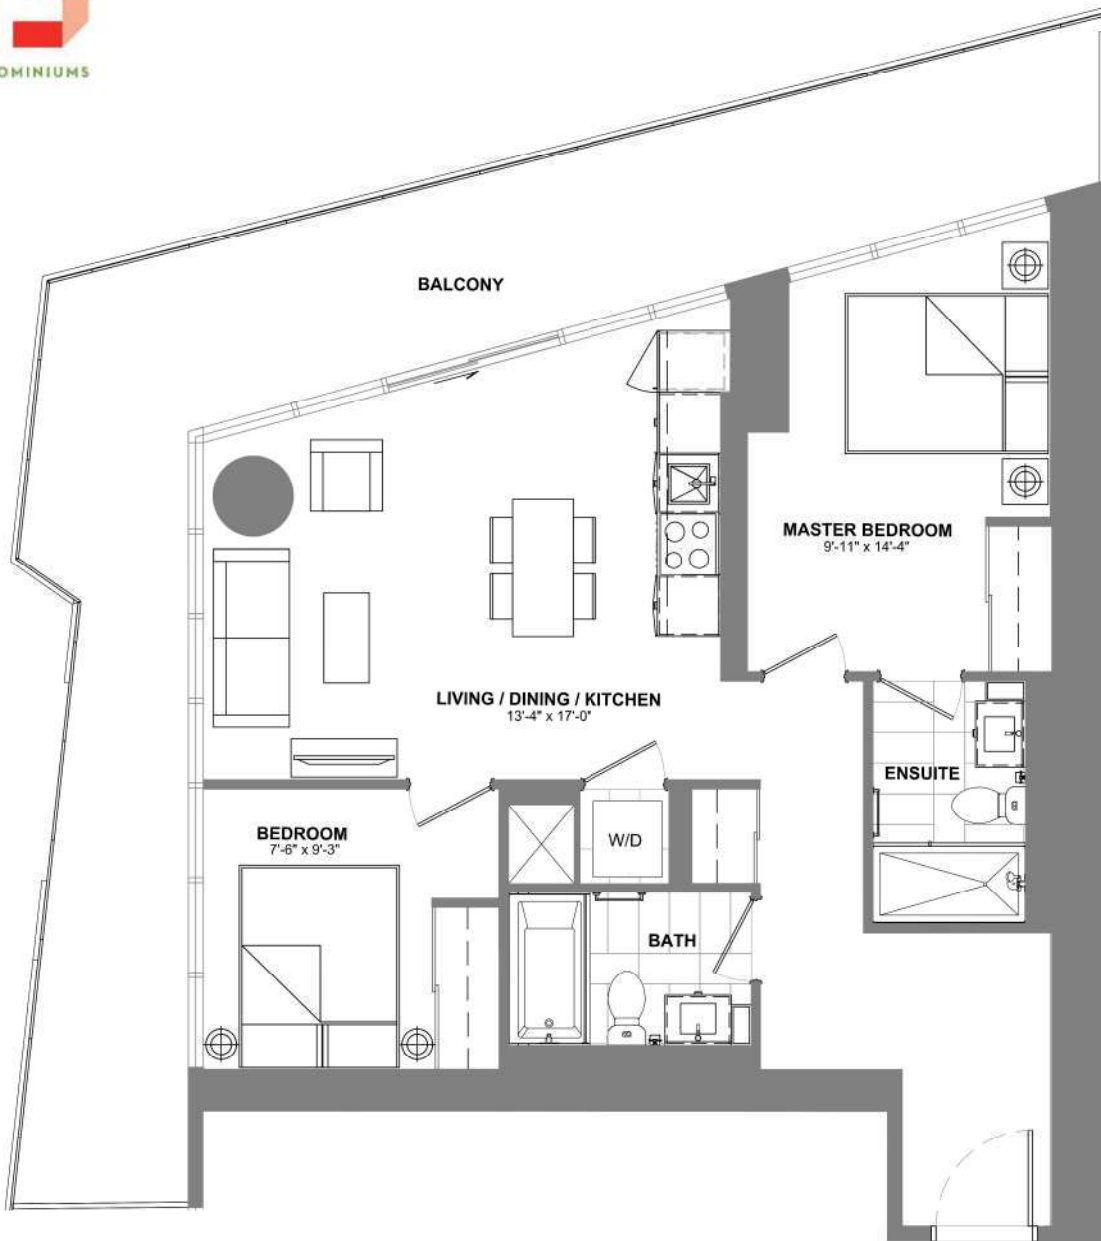 OMINIUMS
BALCONY
MASTER BEDROOM
9'-11" x 14'-4"
LIVING / DINING / KITCHEN
13'-4" x 17'-0"
ENSUITE
BEDROOM
7'-6" x 9'-3"
W/D
BATH